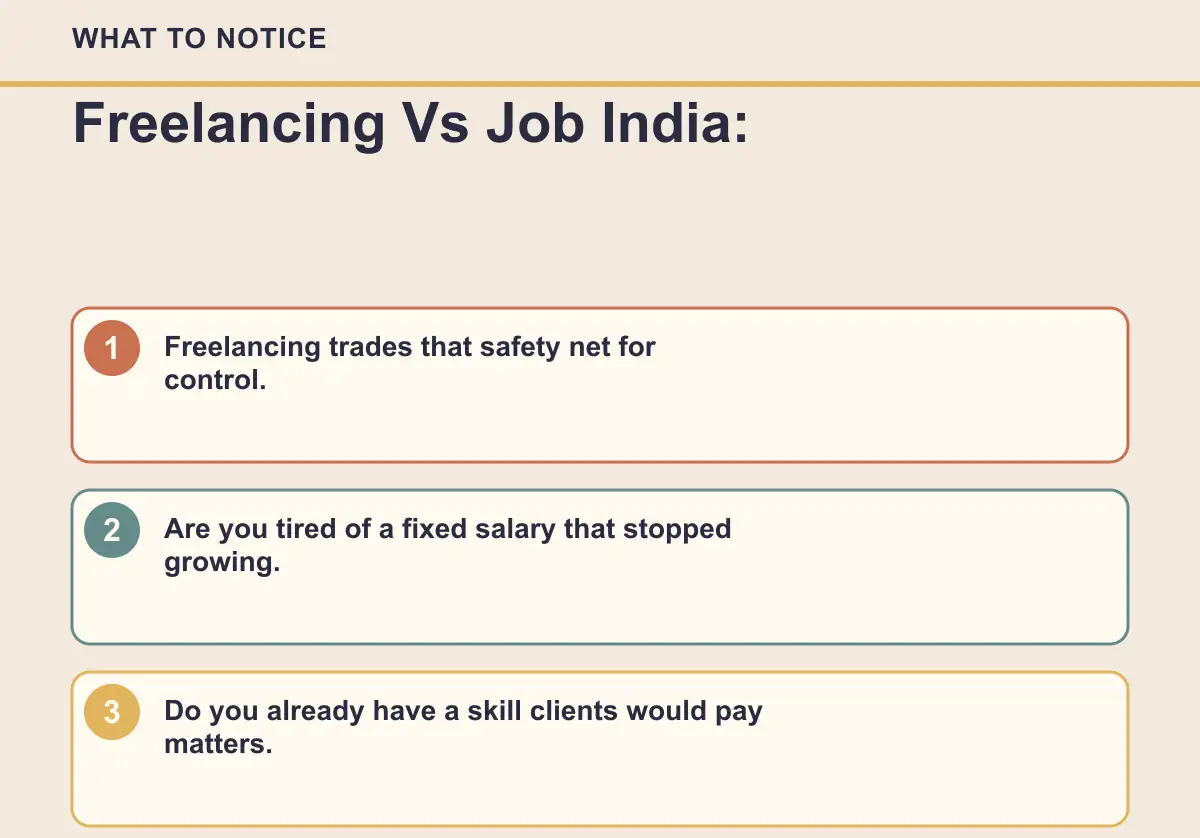 WHAT TO NOTICE
Freelancing Vs Job India:
1
Freelancing trades that safety net for
control.
2
Are you tired of a fixed salary that stopped
growing.
3
Do you already have a skill clients would pay
matters.